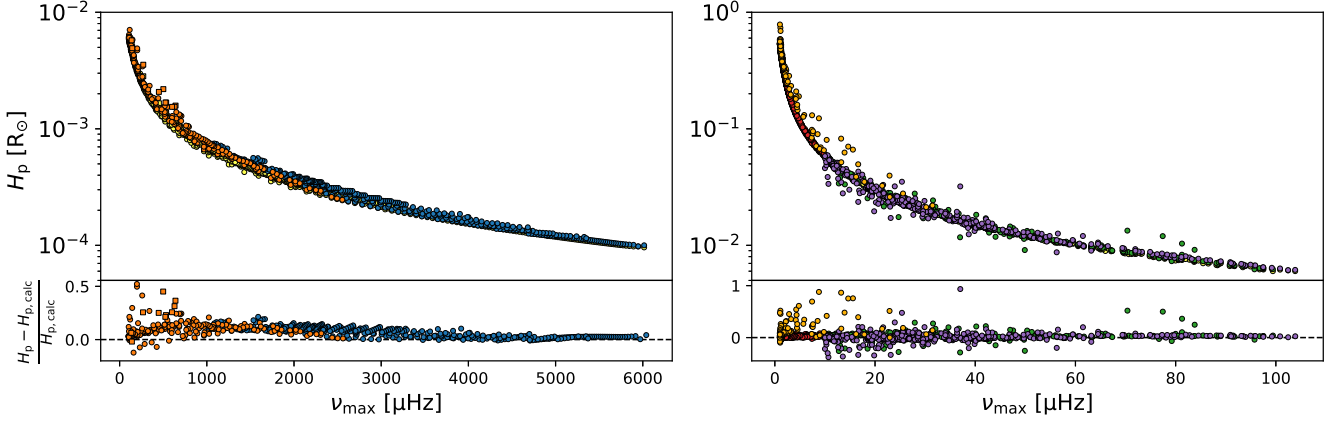 10⁻²
10⁻³
10⁻⁴
H_p [R_⊙]
0.5
0.0
H_p − H_p,calc
H_p,calc
0 1000 2000 3000 4000 5000 6000
ν_max [μHz]
10⁰
10⁻¹
10⁻²
1
0
0 20 40 60 80 100
ν_max [μHz]